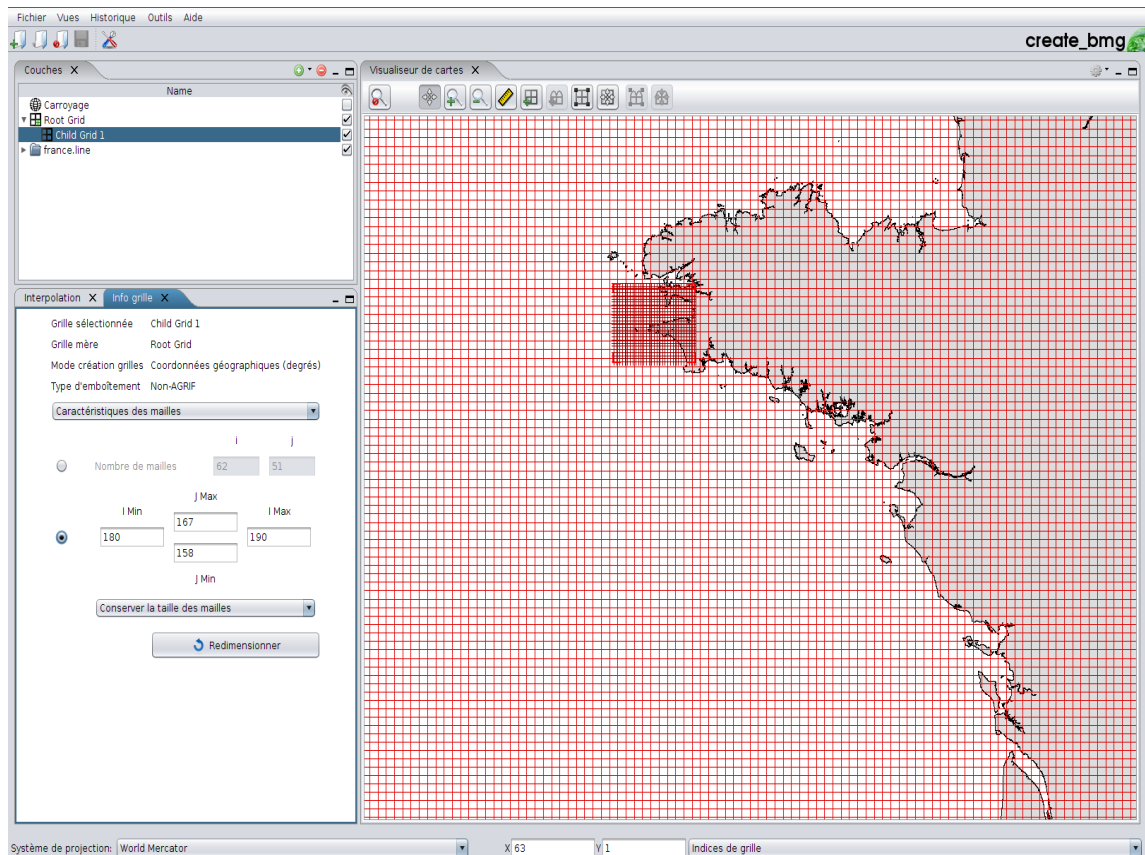 Fichier Vues Historique Outils Aide
create_bmg
Couches X
Name
Carroyage
Root Grid
Child Grid 1
france.line
Interpolation X Info grille X
Grille sélectionnée Child Grid 1
Grille mère Root Grid
Mode création grilles Coordonnées géographiques (degrés)
Type d'emboîtement Non-AGRIF
Caractéristiques des mailles
i j
Nombre de mailles 62 51
J Max
I Min I Max
167
180 190
158
J Min
Conserver la taille des mailles
Redimensionner
Visualiseur de cartes X
Système de projection: World Mercator X 63 Y 1 Indices de grille